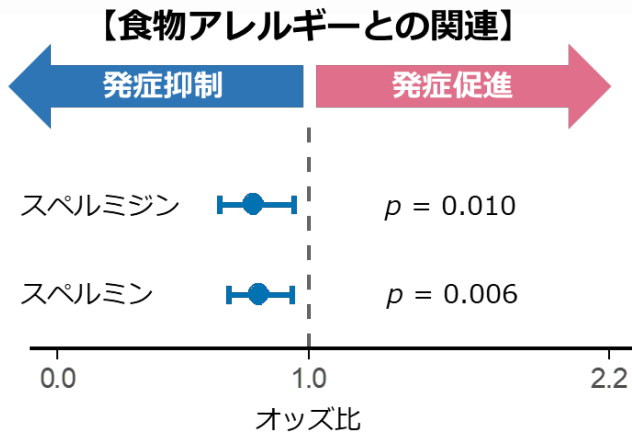 【食物アレルギーとの関連】
発症抑制 発症促進
スペルミジン p = 0.010
スペルミン p = 0.006
0.0 1.0 2.2
オッズ比